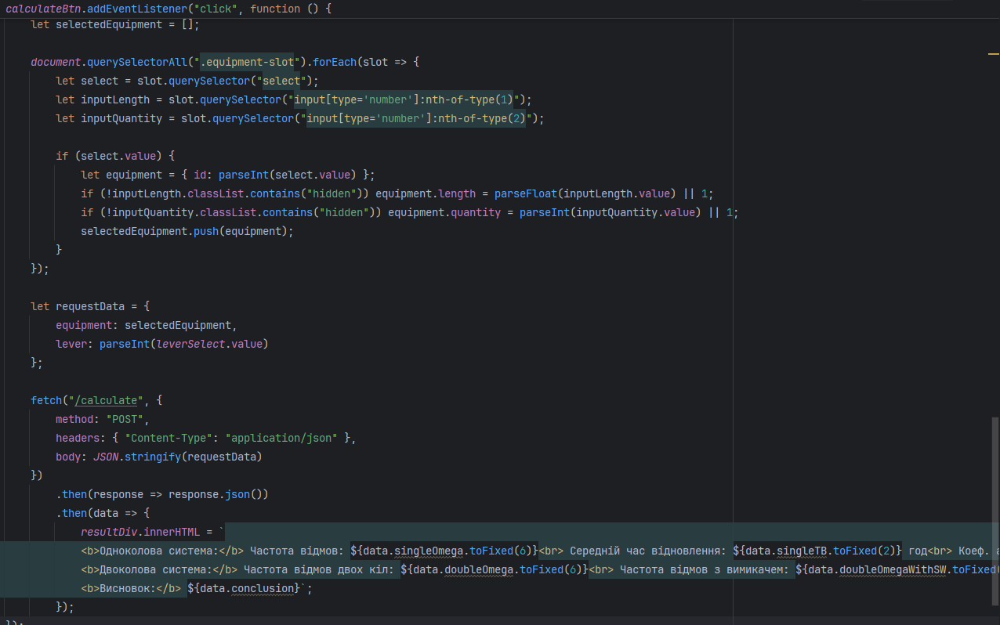 calculateBtn.addEventListener("click", function () {
let selectedEquipment = [];
document.querySelectorAll(".equipment-slot").forEach(slot => {
let select = slot.querySelector("select");
let inputLength = slot.querySelector("input[type='number']:nth-of-type(1)");
let inputQuantity = slot.querySelector("input[type='number']:nth-of-type(2)");
if (select.value) {
let equipment = { id: parseInt(select.value) };
if (!inputLength.classList.contains("hidden")) equipment.length = parseFloat(inputLength.value) || 1;
if (!inputQuantity.classList.contains("hidden")) equipment.quantity = parseInt(inputQuantity.value) || 1;
selectedEquipment.push(equipment);
}
});
let requestData = {
equipment: selectedEquipment,
lever: parseInt(leverSelect.value)
};
fetch("/calculate", {
method: "POST",
headers: { "Content-Type": "application/json" },
body: JSON.stringify(requestData)
})
.then(response => response.json())
.then(data => {
resultDiv.innerHTML = `
<b>Одноколова система:</b> Частота відмов: ${data.singleOmega.toFixed(6)}<br> Середній час відновлення: ${data.singleTB.toFixed(2)} год<br> Коеф.
<b>Двоколова система:</b> Частота відмов двох кіл: ${data.doubleOmega.toFixed(6)}<br> Частота відмов з вимикачем: ${data.doubleOmegaWithSW.toFixed(
<b>Висновок:</b> ${data.conclusion}`;
});
});